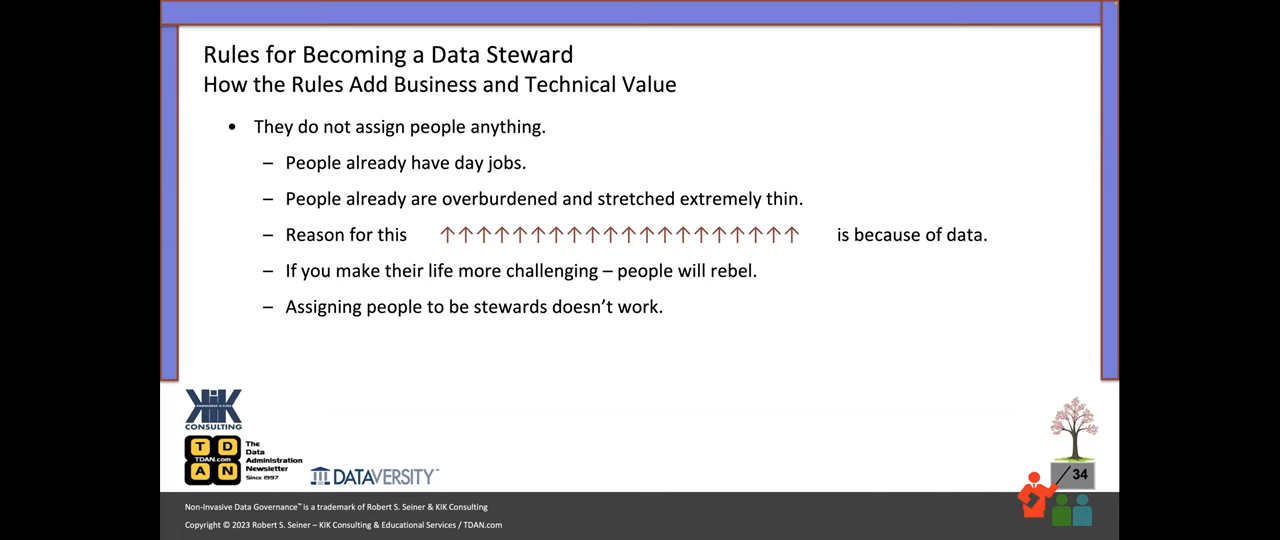 Rules for Becoming a Data Steward
How the Rules Add Business and Technical Value
• They do not assign people anything.
– People already have day jobs.
– People already are overburdened and stretched extremely thin.
– Reason for this ↑↑↑↑↑↑↑↑↑↑↑↑↑↑↑↑↑↑↑↑ is because of data.
– If you make their life more challenging – people will rebel.
– Assigning people to be stewards doesn’t work.
KIK
CONSULTING
T D
TDAN.com
A N
The
Data
Administration
Newsletter
Since 1997
DATAVERSITY™
/ 34
Non-Invasive Data Governance™ is a trademark of Robert S. Seiner & KIK Consulting
Copyright © 2023 Robert S. Seiner – KIK Consulting & Educational Services / TDAN.com